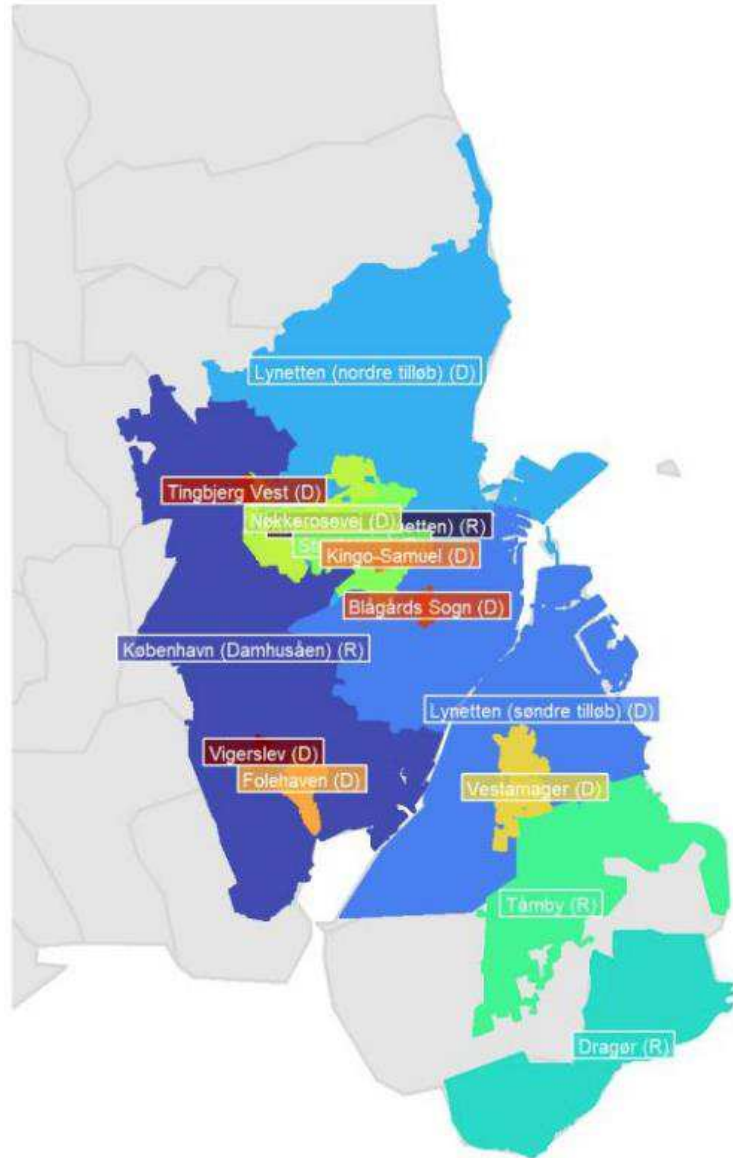 Lynetten (nordre tilløb) (D)
Tingbjerg Vest (D)
Nøkkerosevej (D)
(R)
Kingo-Samuel (D)
Blågårds Sogn (D)
København (Damhusåen) (R)
Lynetten (søndre tilløb) (D)
Vigerslev (D)
Folehaven (D)
Vestamager (D)
Tårnby (R)
Dragør (R)